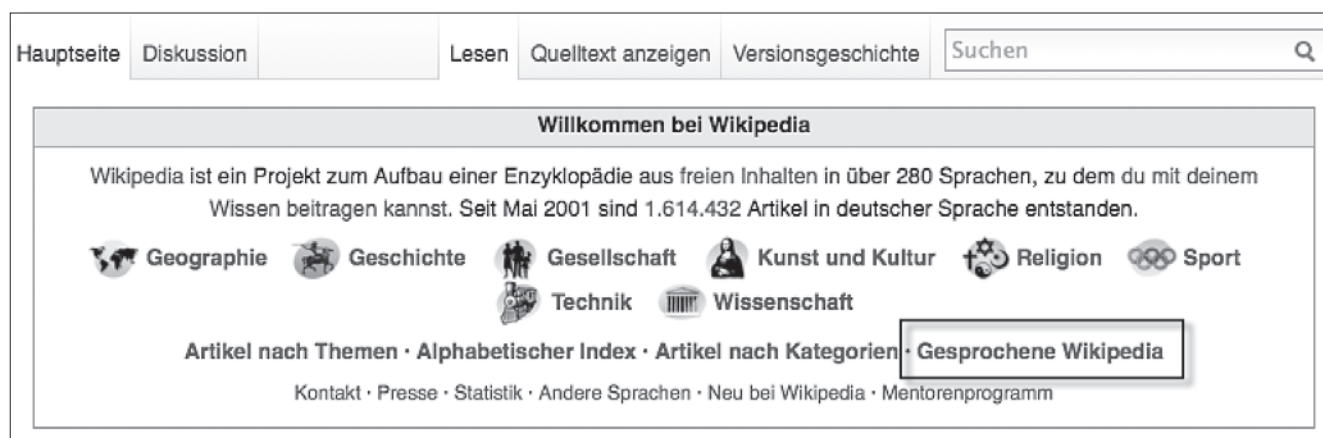 Hauptseite Diskussion Lesen Quelltext anzeigen Versionsgeschichte Suchen
Willkommen bei Wikipedia
Wikipedia ist ein Projekt zum Aufbau einer Enzyklopädie aus freien Inhalten in über 280 Sprachen, zu dem du mit deinem
Wissen beitragen kannst. Seit Mai 2001 sind 1.614.432 Artikel in deutscher Sprache entstanden.
Geographie Geschichte Gesellschaft Kunst und Kultur Religion Sport
Technik Wissenschaft
Artikel nach Themen · Alphabetischer Index · Artikel nach Kategorien · Gesprochene Wikipedia
Kontakt · Presse · Statistik · Andere Sprachen · Neu bei Wikipedia · Mentorenprogramm